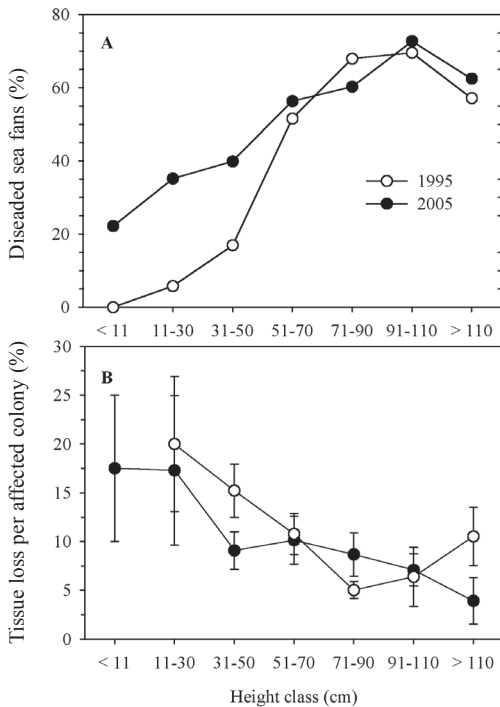 80
A
60
40
20
0
Diseaded sea fans (%)
1995
2005
< 11 11-30 31-50 51-70 71-90 91-110 > 110
30
B
25
20
15
10
5
0
Tissue loss per affected colony (%)
< 11 11-30 31-50 51-70 71-90 91-110 > 110
Height class (cm)